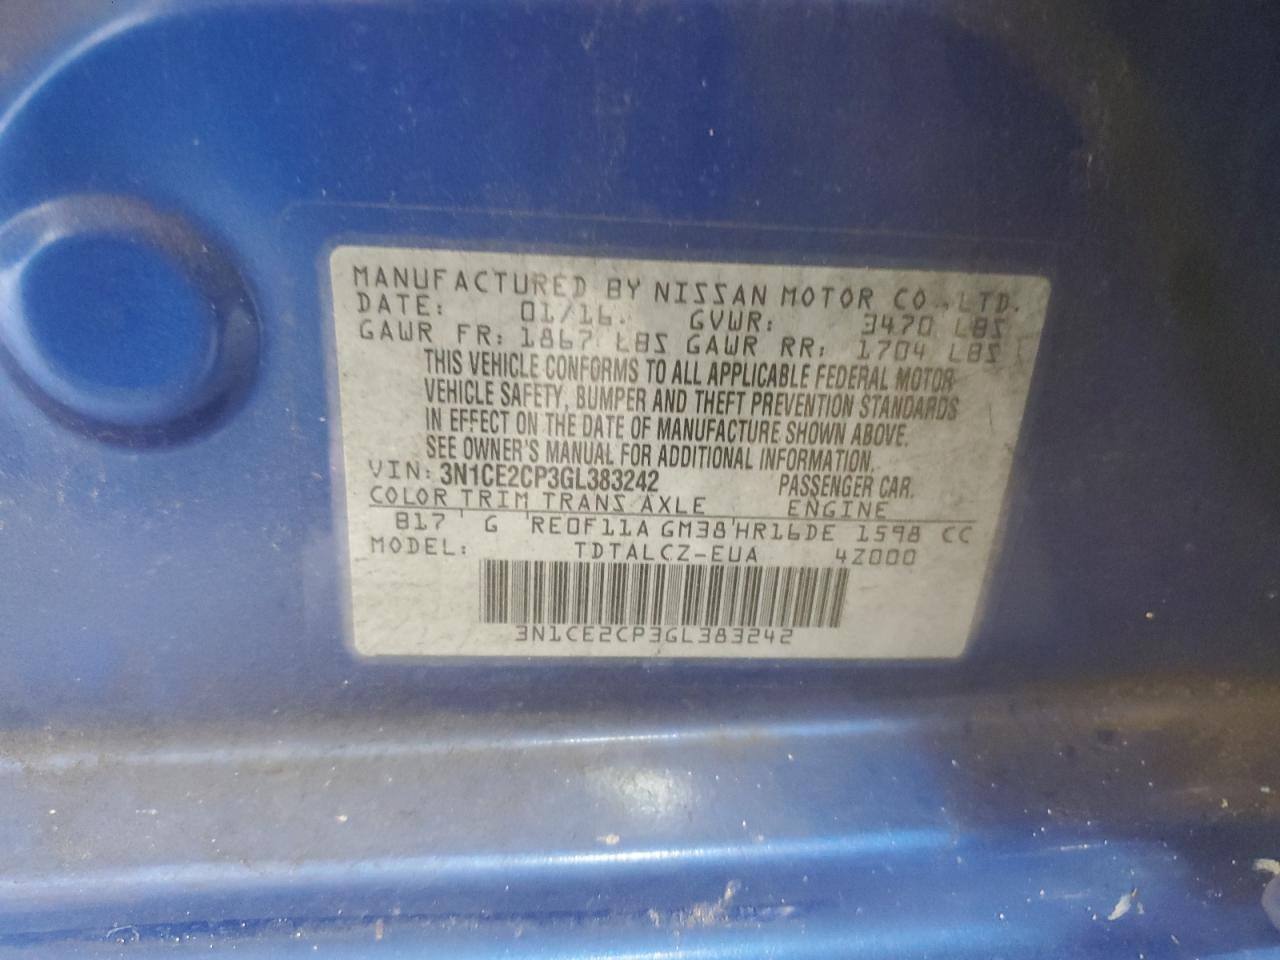 MANUFACTURED BY NISSAN MOTOR CO.,LTD.
DATE: 01/16. GVWR: 3470 LBS
GAWR FR: 1867 LBS GAWR RR: 1704 LBS
THIS VEHICLE CONFORMS TO ALL APPLICABLE FEDERAL MOTOR
VEHICLE SAFETY, BUMPER AND THEFT PREVENTION STANDARDS
IN EFFECT ON THE DATE OF MANUFACTURE SHOWN ABOVE.
SEE OWNER'S MANUAL FOR ADDITIONAL INFORMATION.
VIN: 3N1CE2CP3GL383242 PASSENGER CAR.
COLOR TRIM TRANS AXLE ENGINE
B17 G RE0F11A GM38 HR16DE 1598 CC
MODEL: TDTALCZ-EUA 4Z000
3N1CE2CP3GL383242